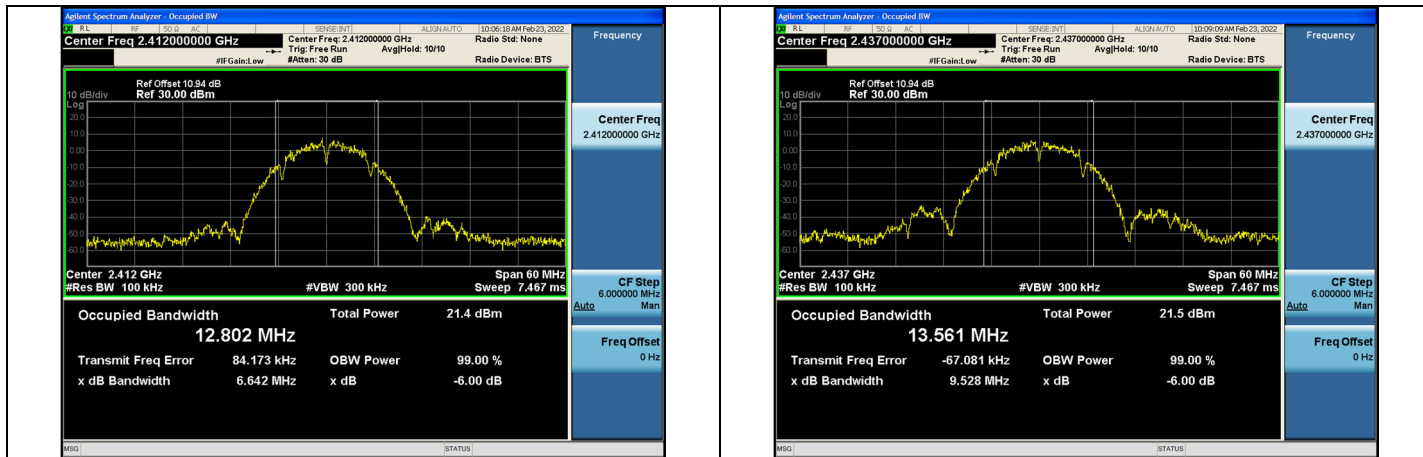 Agilent Spectrum Analyzer - Occupied BW
RL RF 50 Ω AC SENSE:INT ALIGN AUTO 10:06:18 AM Feb 23, 2022
Center Freq 2.412000000 GHz
Center Freq: 2.412000000 GHz Radio Std: None
Trig: Free Run Avg|Hold: 10/10
#IFGain:Low #Atten: 30 dB Radio Device: BTS
Ref Offset 10.94 dB
10 dB/div Ref 30.00 dBm
Log
20.0
10.0
0.00
-10.0
-20.0
-30.0
-40.0
-50.0
-60.0
Center 2.412 GHz Span 60 MHz
#Res BW 100 kHz #VBW 300 kHz Sweep 7.467 ms
Occupied Bandwidth Total Power 21.4 dBm
12.802 MHz
Transmit Freq Error 84.173 kHz OBW Power 99.00 %
x dB Bandwidth 6.642 MHz x dB -6.00 dB
MSG STATUS
Frequency
Center Freq
2.412000000 GHz
CF Step
6.000000 MHz
Auto Man
Freq Offset
0 Hz
Agilent Spectrum Analyzer - Occupied BW
RL RF 50 Ω AC SENSE:INT ALIGN AUTO 10:09:09 AM Feb 23, 2022
Center Freq 2.437000000 GHz
Center Freq: 2.437000000 GHz Radio Std: None
Trig: Free Run Avg|Hold: 10/10
#IFGain:Low #Atten: 30 dB Radio Device: BTS
Ref Offset 10.94 dB
10 dB/div Ref 30.00 dBm
Log
20.0
10.0
0.00
-10.0
-20.0
-30.0
-40.0
-50.0
-60.0
Center 2.437 GHz Span 60 MHz
#Res BW 100 kHz #VBW 300 kHz Sweep 7.467 ms
Occupied Bandwidth Total Power 21.5 dBm
13.561 MHz
Transmit Freq Error -67.081 kHz OBW Power 99.00 %
x dB Bandwidth 9.528 MHz x dB -6.00 dB
MSG STATUS
Frequency
Center Freq
2.437000000 GHz
CF Step
6.000000 MHz
Auto Man
Freq Offset
0 Hz